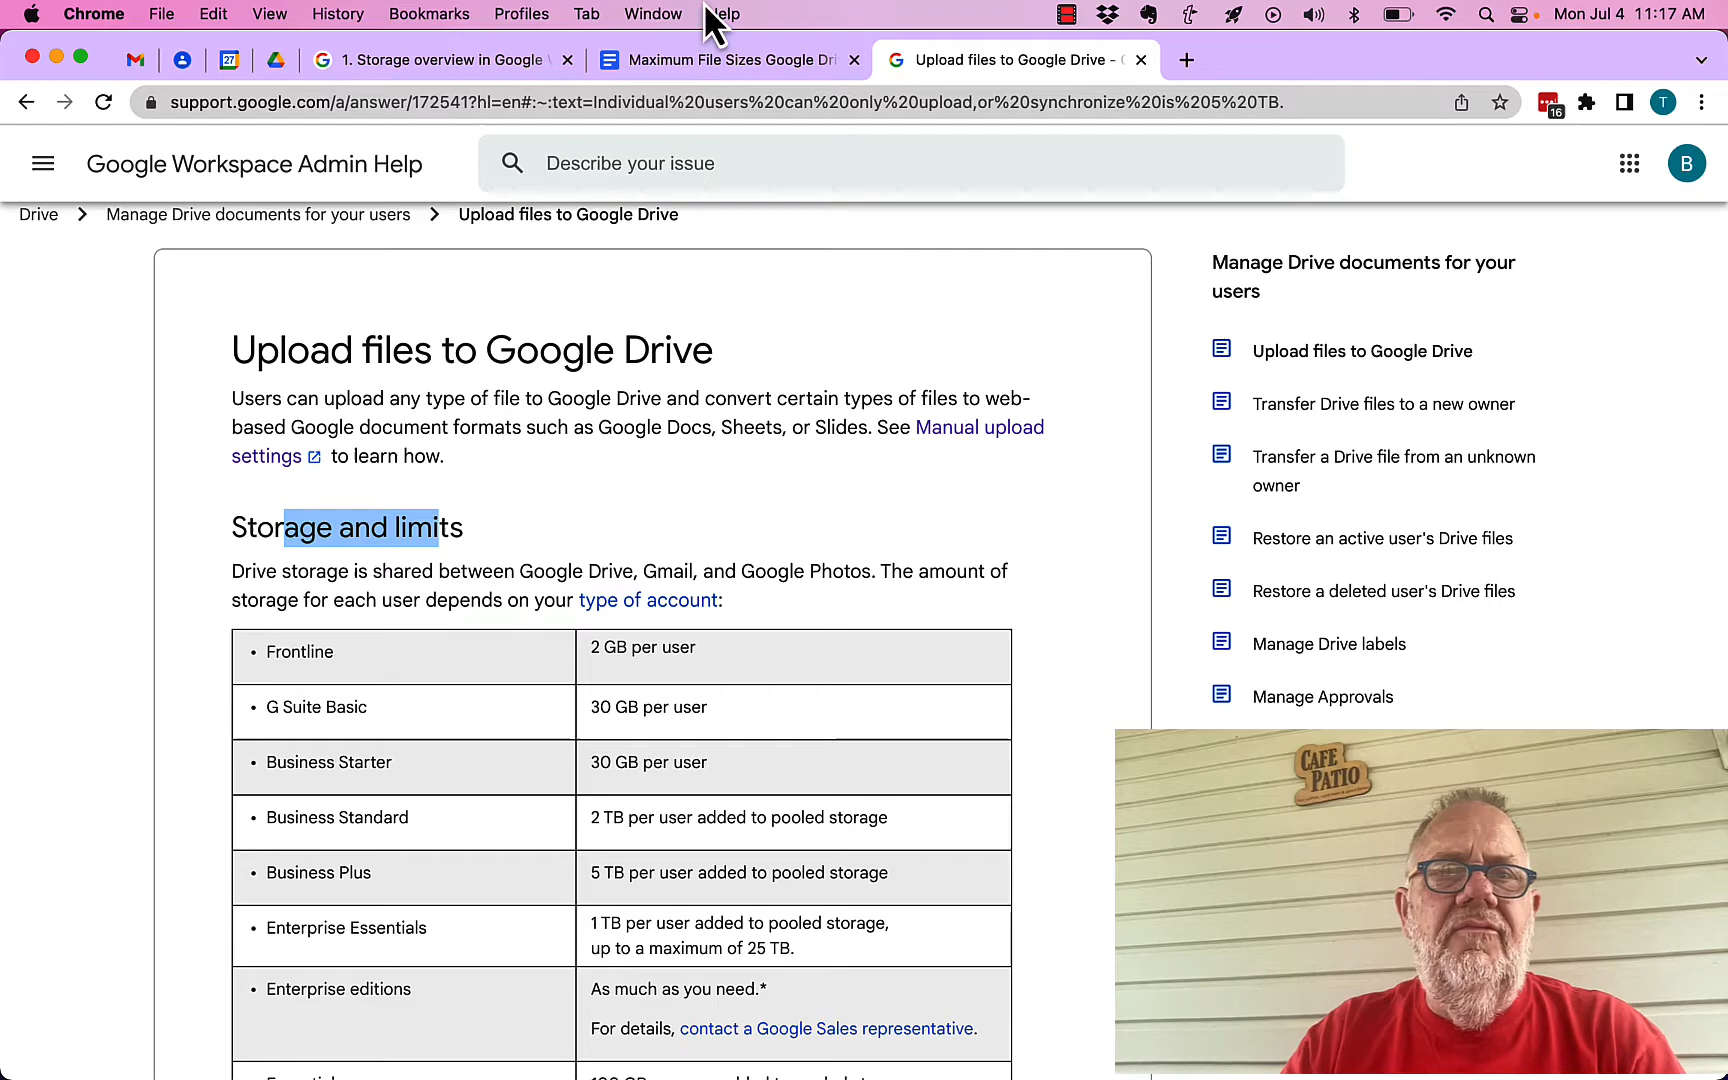 Chrome File Edit View History Bookmarks Profiles Tab Window Help Mon Jul 4 11:17 AM
27 1. Storage overview in Google Maximum File Sizes Google Dri Upload files to Google Drive -
support.google.com/a/answer/172541?hl=en#:~:text=Individual%20users%20can%20only%20upload,or%20synchronize%20is%205%20TB. 16 T
Google Workspace Admin Help Describe your issue B
Drive Manage Drive documents for your users Upload files to Google Drive
Manage Drive documents for your
users
Upload files to Google Drive
Transfer Drive files to a new owner
Transfer a Drive file from an unknown
owner
Restore an active user's Drive files
Restore a deleted user's Drive files
Manage Drive labels
Manage Approvals
Upload files to Google Drive
Users can upload any type of file to Google Drive and convert certain types of files to web-
based Google document formats such as Google Docs, Sheets, or Slides. See Manual upload
settings to learn how.
Storage and limits
Drive storage is shared between Google Drive, Gmail, and Google Photos. The amount of
storage for each user depends on your type of account:
• Frontline 2 GB per user
• G Suite Basic 30 GB per user
• Business Starter 30 GB per user
• Business Standard 2 TB per user added to pooled storage
• Business Plus 5 TB per user added to pooled storage
• Enterprise Essentials 1 TB per user added to pooled storage,
up to a maximum of 25 TB.
• Enterprise editions As much as you need.*
For details, contact a Google Sales representative.
CAFE
PATIO